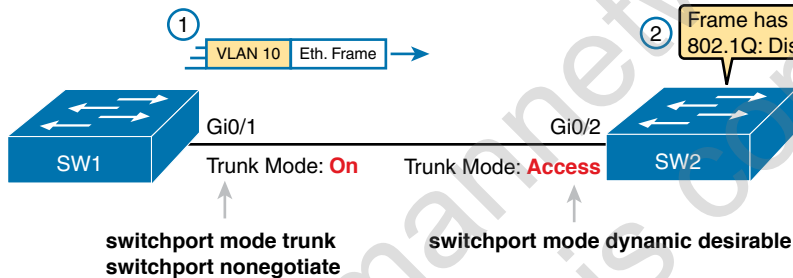 1
VLAN 10 Eth. Frame
2
Frame has
802.1Q:
SW1
Gi0/1
Gi0/2
SW2
Trunk Mode: On
Trunk Mode: Access
switchport mode trunk
switchport nonegotiate
switchport mode dynamic desirable